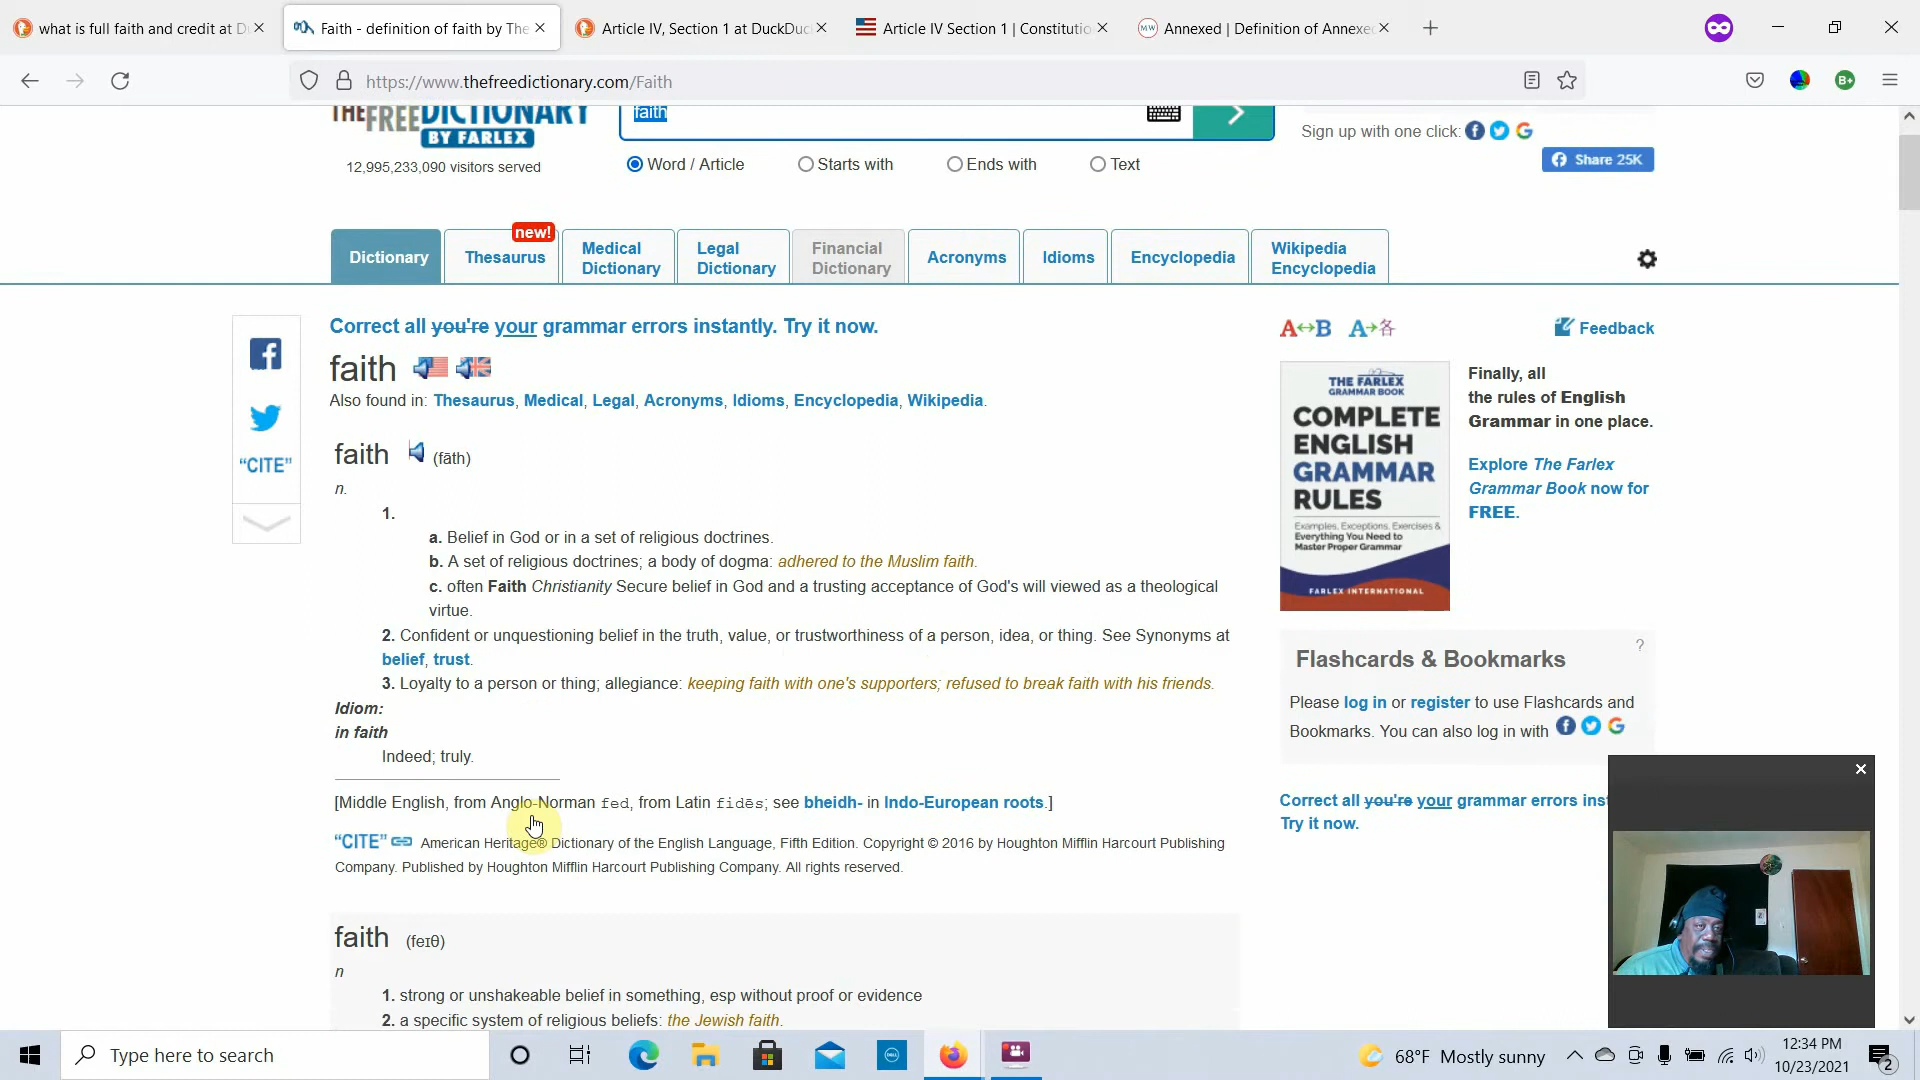 what is full faith and credit at D
Faith - definition of faith by The
Article IV, Section 1 at DuckDuc
Article IV Section 1 | Constitutio
MW
Annexed | Definition of Annexed
https://www.thefreedictionary.com/Faith
B+
THEFREEDICTIONARY
BY FARLEX
12,995,233,090 visitors served
faith
Word / Article
Starts with
Ends with
Text
Sign up with one click:
Share 25K
Dictionary
new!
Thesaurus
Medical Dictionary
Legal Dictionary
Financial Dictionary
Acronyms
Idioms
Encyclopedia
Wikipedia Encyclopedia
Correct all you're your grammar errors instantly. Try it now.
faith
Also found in: Thesaurus, Medical, Legal, Acronyms, Idioms, Encyclopedia, Wikipedia.
"CITE"
faith (fāth)
n.
1.
a. Belief in God or in a set of religious doctrines.
b. A set of religious doctrines; a body of dogma: adhered to the Muslim faith.
c. often Faith Christianity Secure belief in God and a trusting acceptance of God's will viewed as a theological
virtue.
2. Confident or unquestioning belief in the truth, value, or trustworthiness of a person, idea, or thing. See Synonyms at
belief, trust.
3. Loyalty to a person or thing; allegiance: keeping faith with one's supporters; refused to break faith with his friends.
Idiom:
in faith
Indeed; truly.
[Middle English, from Anglo-Norman fed, from Latin fidēs; see bheidh- in Indo-European roots.]
"CITE" American Heritage® Dictionary of the English Language, Fifth Edition. Copyright © 2016 by Houghton Mifflin Harcourt Publishing
Company. Published by Houghton Mifflin Harcourt Publishing Company. All rights reserved.
faith (feɪθ)
n
1. strong or unshakeable belief in something, esp without proof or evidence
2. a specific system of religious beliefs: the Jewish faith.
A↔B A→各
Feedback
THE FARLEX
GRAMMAR BOOK
COMPLETE
ENGLISH
GRAMMAR
RULES
Examples, Exceptions, Exercises &
Everything You Need to
Master Proper Grammar
FARLEX INTERNATIONAL
Finally, all
the rules of English
Grammar in one place.
Explore The Farlex
Grammar Book now for
FREE.
Flashcards & Bookmarks ?
Please log in or register to use Flashcards and
Bookmarks. You can also log in with
Correct all you're your grammar errors ins
Try it now.
Type here to search
DELL
68°F Mostly sunny
12:34 PM
10/23/2021
2